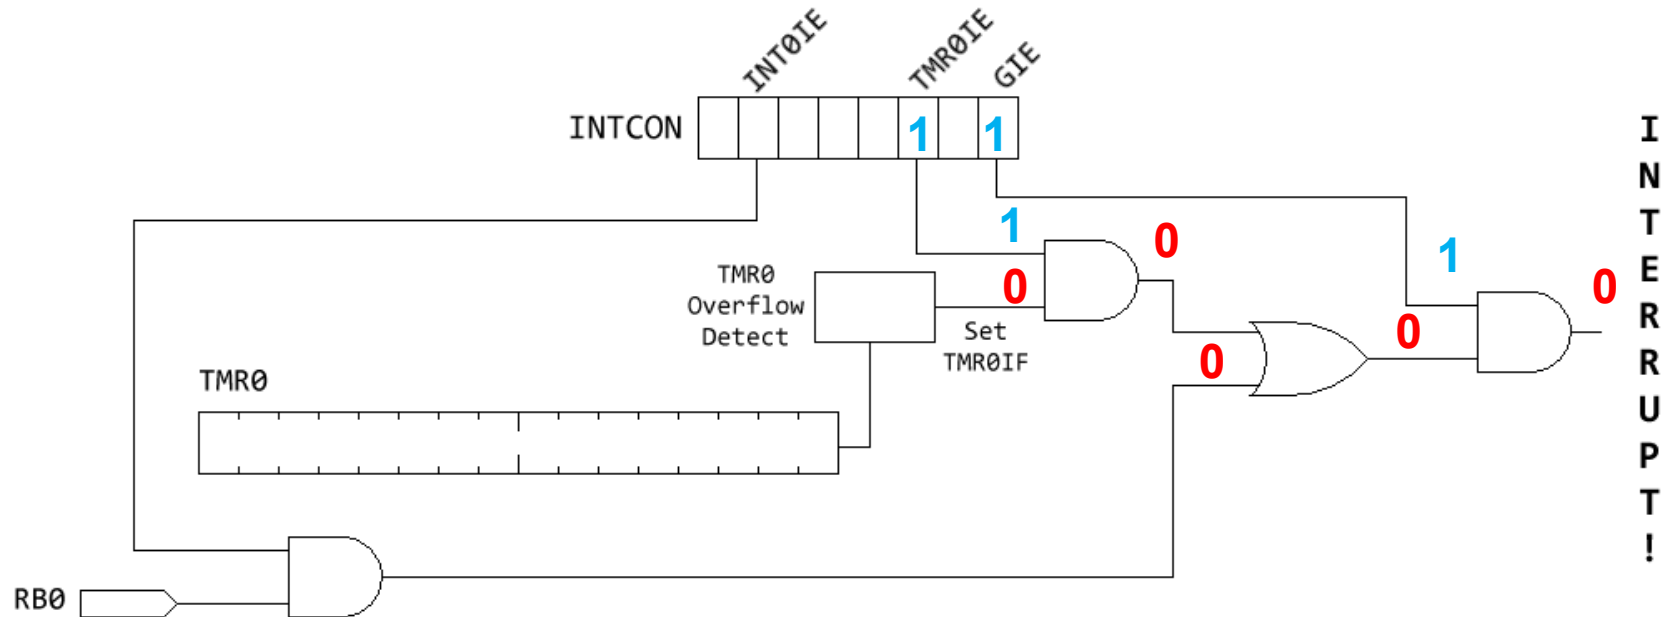 INT0IE
TMR0IE
GIE
INTCON
1
1
1
0
1
0
TMR0
Overflow
Detect
0
Set
TMR0IF
0
0
TMR0
RB0
INTERRUPT!